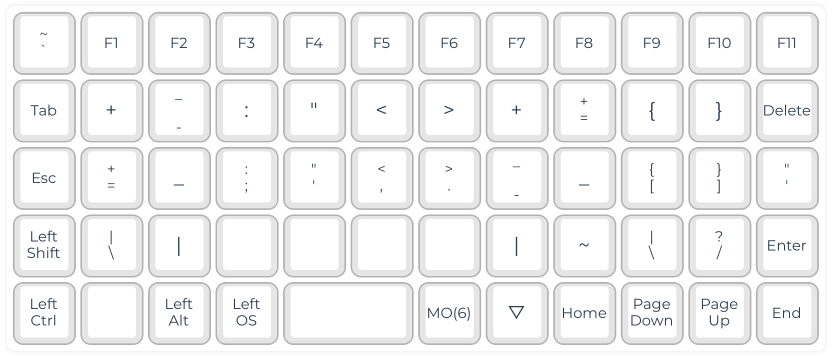 ~ F1 F2 F3 F4 F5 F6 F7 F8 F9 F10 F11
`
Tab + _ : " < > + + { } Delete
- =
Esc + _ : " < > _ _ { } "
= ; ' , . - [ ] '
Left Shift | | | ~ | ? Enter
\ \ /
Left Ctrl Left Alt Left OS MO(6) ▽ Home Page Down Page Up End